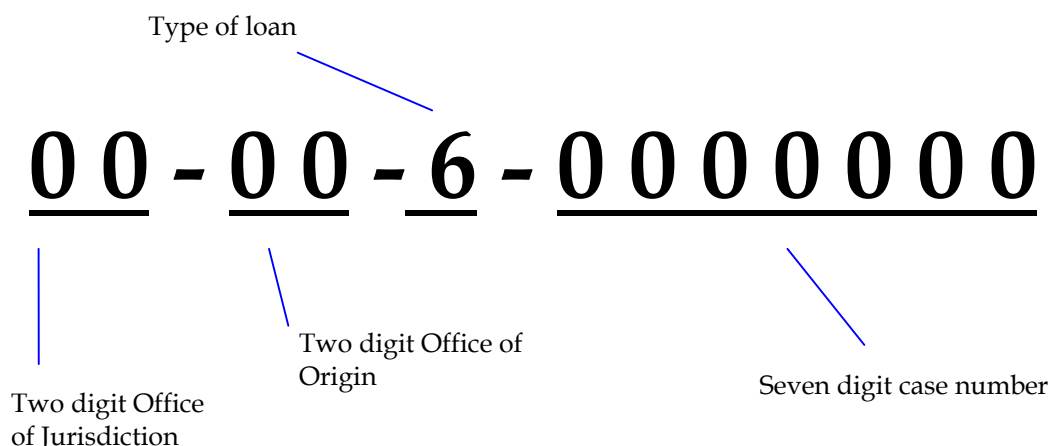 Type of loan
0 0 - 0 0 - 6 - 0 0 0 0 0 0 0
Two digit Office of
Origin
Seven digit case number
Two digit Office
of Jurisdiction